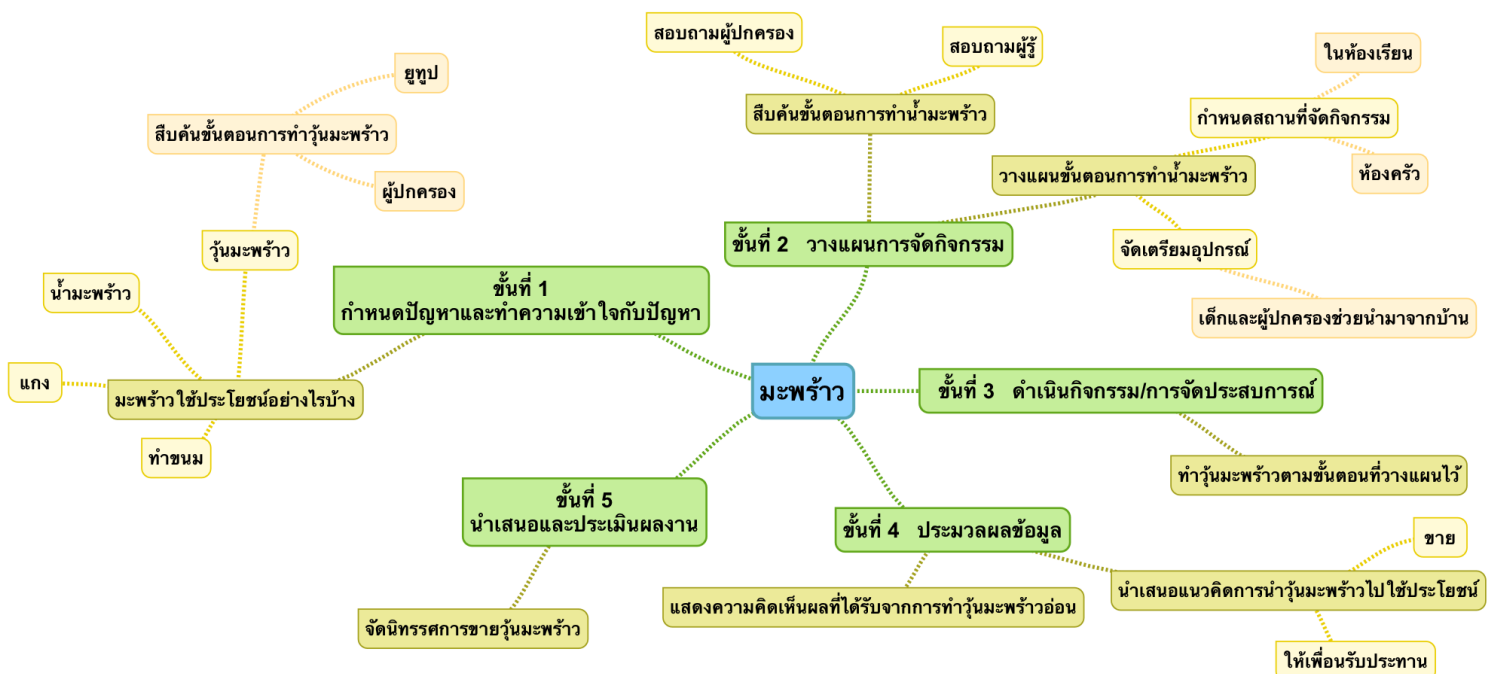 มะพร้าว
ขั้นที่ 1
กำหนดปัญหาและทำความเข้าใจกับปัญหา
มะพร้าวใช้ประโยชน์อย่างไรบ้าง
น้ำมะพร้าว
แกง
ทำขนม
วุ้นมะพร้าว
สืบค้นขั้นตอนการทำวุ้นมะพร้าว
ยูทูป
ผู้ปกครอง
ขั้นที่ 2 วางแผนการจัดกิจกรรม
สืบค้นขั้นตอนการทำน้ำมะพร้าว
สอบถามผู้ปกครอง
สอบถามผู้รู้
วางแผนขั้นตอนการทำน้ำมะพร้าว
กำหนดสถานที่จัดกิจกรรม
ในห้องเรียน
ห้องครัว
จัดเตรียมอุปกรณ์
เด็กและผู้ปกครองช่วยนำมาจากบ้าน
ขั้นที่ 3 ดำเนินกิจกรรม/การจัดประสบการณ์
ทำวุ้นมะพร้าวตามขั้นตอนที่วางแผนไว้
ขั้นที่ 4 ประมวลผลข้อมูล
แสดงความคิดเห็นผลที่ได้รับจากการทำวุ้นมะพร้าวอ่อน
นำเสนอแนวคิดการนำวุ้นมะพร้าวไปใช้ประโยชน์
ขาย
ให้เพื่อนรับประทาน
ขั้นที่ 5
นำเสนอและประเมินผลงาน
จัดนิทรรศการขายวุ้นมะพร้าว